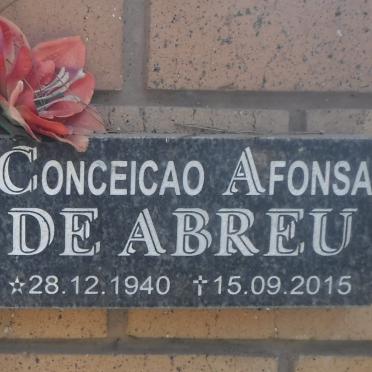 CONCEICAO AFONSA
DE ABREU
☆28.12.1940 †15.09.2015